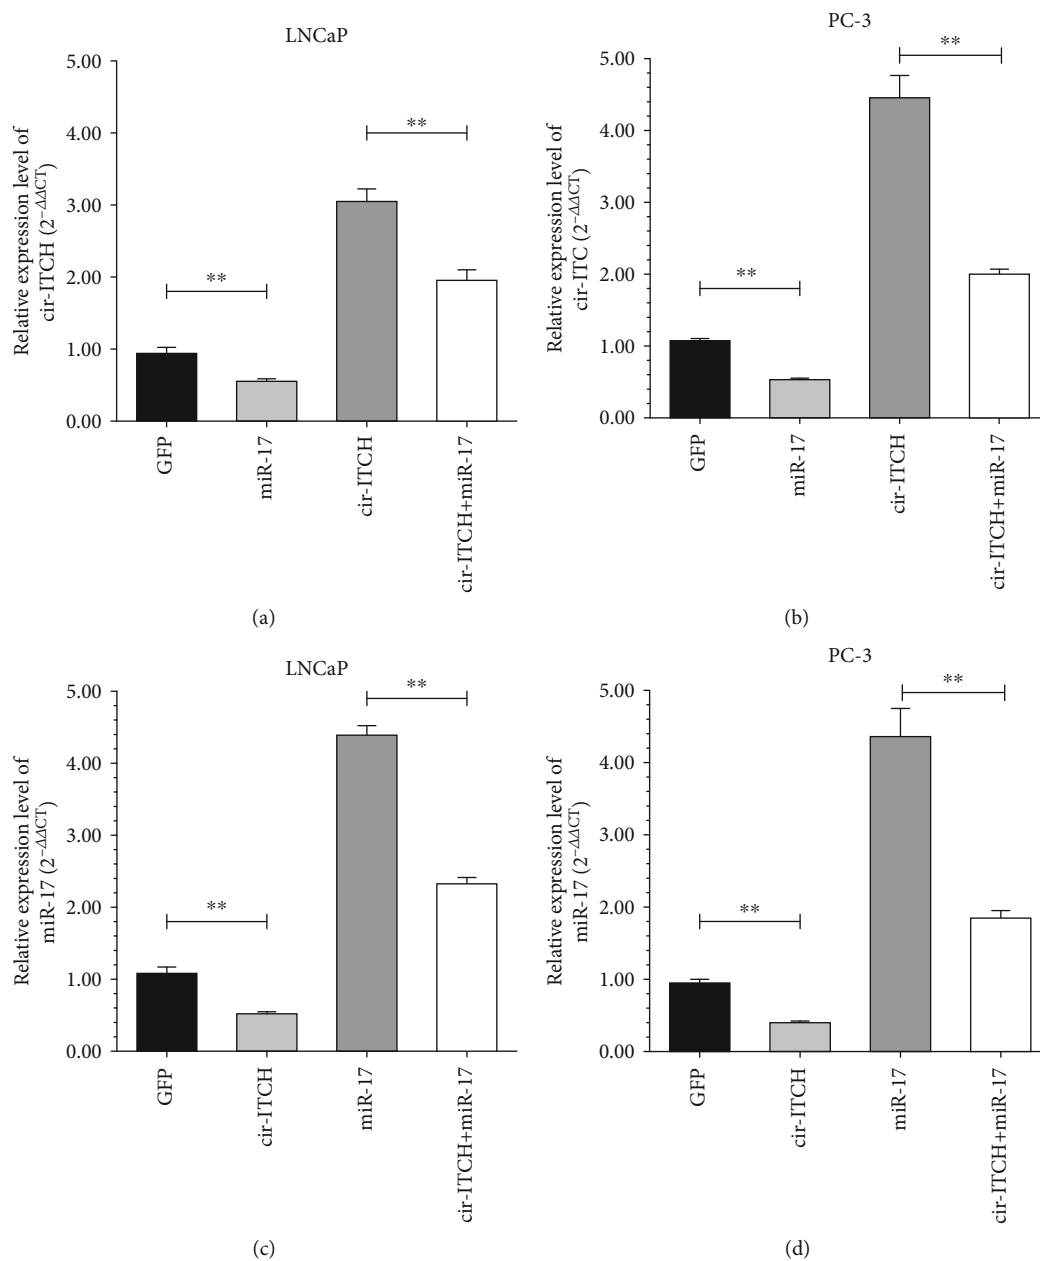 LNCaP
Relative expression level of
cir-ITCH (2^−ΔΔCT)
5.00
4.00
3.00
2.00
1.00
0.00
**
**
GFP
miR-17
cir-ITCH
cir-ITCH+miR-17
(a)
PC-3
Relative expression level of
cir-ITC (2^−ΔΔCT)
5.00
4.00
3.00
2.00
1.00
0.00
**
**
GFP
miR-17
cir-ITCH
cir-ITCH+miR-17
(b)
LNCaP
Relative expression level of
miR-17 (2^−ΔΔCT)
5.00
4.00
3.00
2.00
1.00
0.00
**
**
GFP
cir-ITCH
miR-17
cir-ITCH+miR-17
(c)
PC-3
Relative expression level of
miR-17 (2^−ΔΔCT)
5.00
4.00
3.00
2.00
1.00
0.00
**
**
GFP
cir-ITCH
miR-17
cir-ITCH+miR-17
(d)